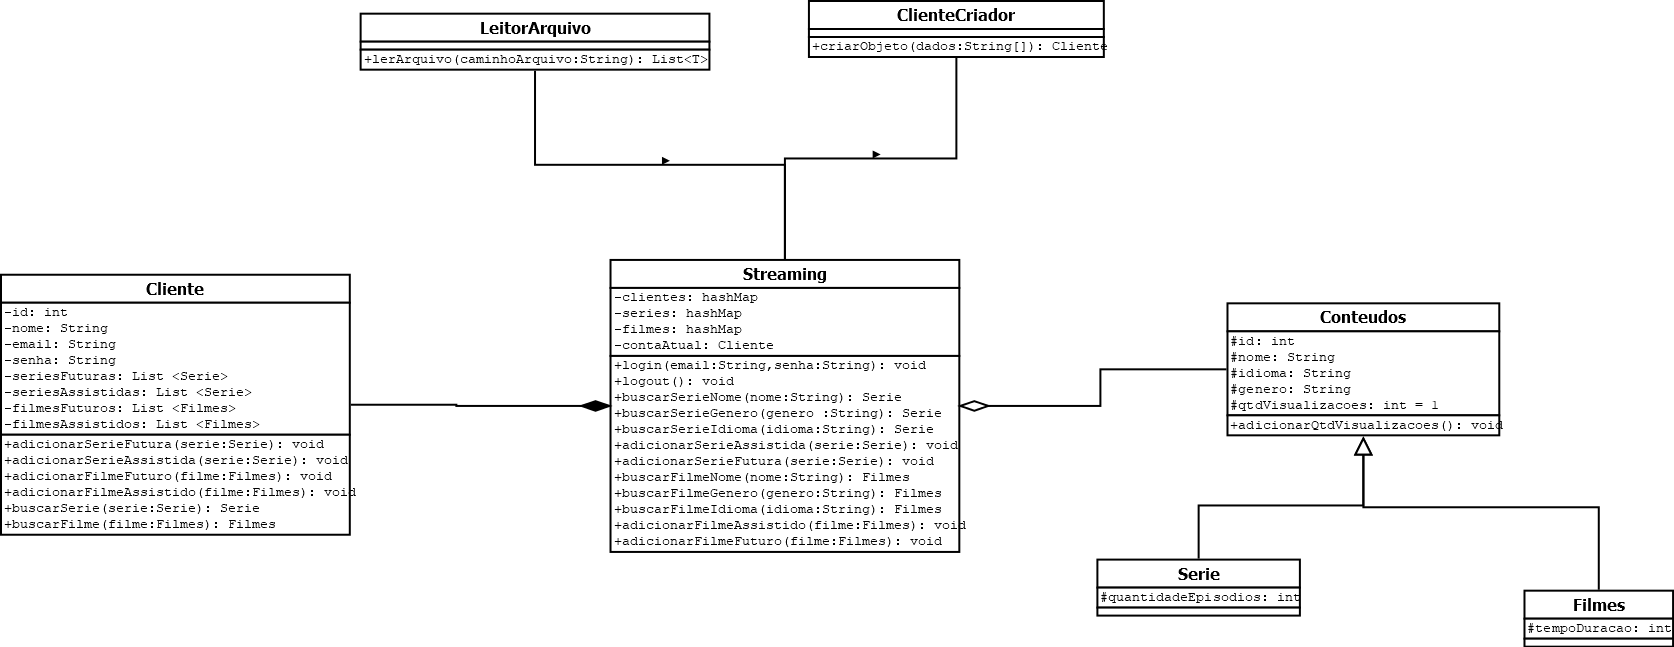 LeitorArquivo
+lerArquivo(caminhoArquivo:String): List<T>
ClienteCriador
+criarObjeto(dados:String[]): Cliente
Cliente
-id: int
-nome: String
-email: String
-senha: String
-seriesFuturas: List <Serie>
-seriesAssistidas: List <Serie>
-filmesFuturos: List <Filmes>
-filmesAssistidos: List <Filmes>
+adicionarSerieFutura(serie:Serie): void
+adicionarSerieAssistida(serie:Serie): void
+adicionarFilmeFuturo(filme:Filmes): void
+adicionarFilmeAssistido(filme:Filmes): void
+buscarSerie(serie:Serie): Serie
+buscarFilme(filme:Filmes): Filmes
Streaming
-clientes: hashMap
-series: hashMap
-filmes: hashMap
-contaAtual: Cliente
+login(email:String,senha:String): void
+logout(): void
+buscarSerieNome(nome:String): Serie
+buscarSerieGenero(genero :String): Serie
+buscarSerieIdioma(idioma:String): Serie
+adicionarSerieAssistida(serie:Serie): void
+adicionarSerieFutura(serie:Serie): void
+buscarFilmeNome(nome:String): Filmes
+buscarFilmeGenero(genero:String): Filmes
+buscarFilmeIdioma(idioma:String): Filmes
+adicionarFilmeAssistido(filme:Filmes): void
+adicionarFilmeFuturo(filme:Filmes): void
Conteudos
#id: int
#nome: String
#idioma: String
#genero: String
#qtdVisualizacoes: int = 1
+adicionarQtdVisualizacoes(): void
Serie
#quantidadeEpisodios: int
Filmes
#tempoDuracao: int